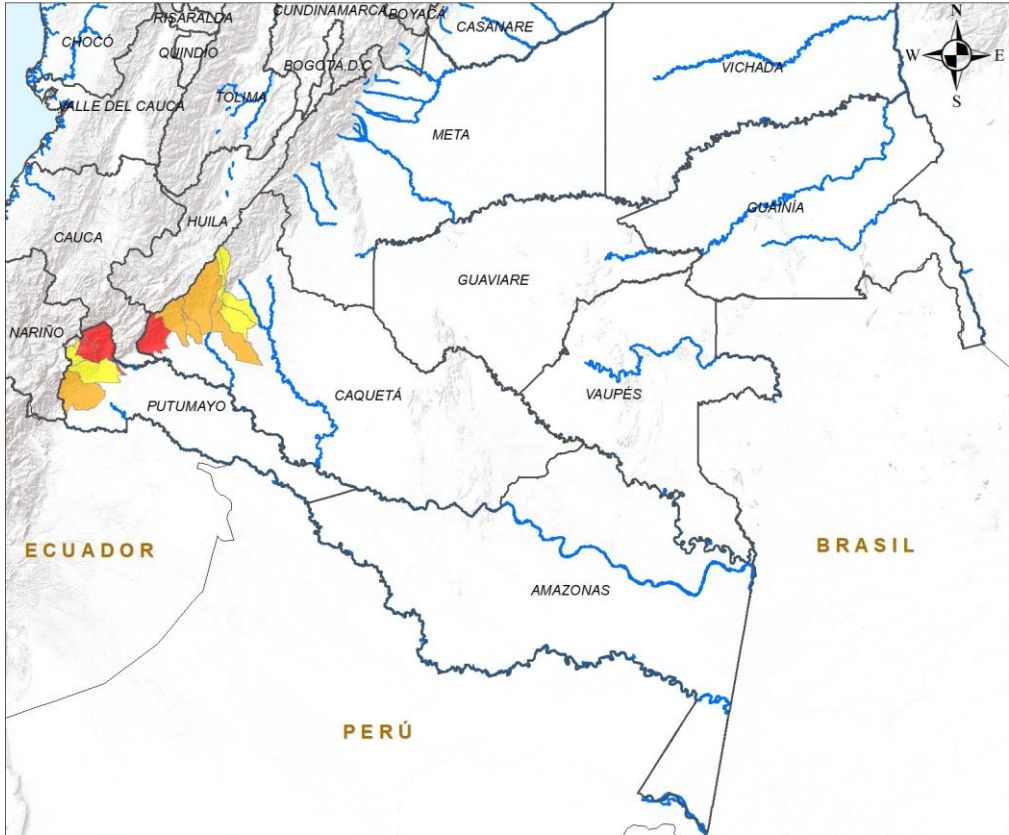 RISARALDA
CUNDINAMARCA
BOYACÁ
CASANARE
N
CHOCÓ
QUINDÍO
BOGOTÁ D.C
VICHADA
W
E
S
VALLE DEL CAUCA
TOLIMA
META
HUILA
GUAINÍA
CAUCA
GUAVIARE
NARIÑO
CAQUETÁ
VAUPÉS
PUTUMAYO
ECUADOR
BRASIL
AMAZONAS
PERÚ